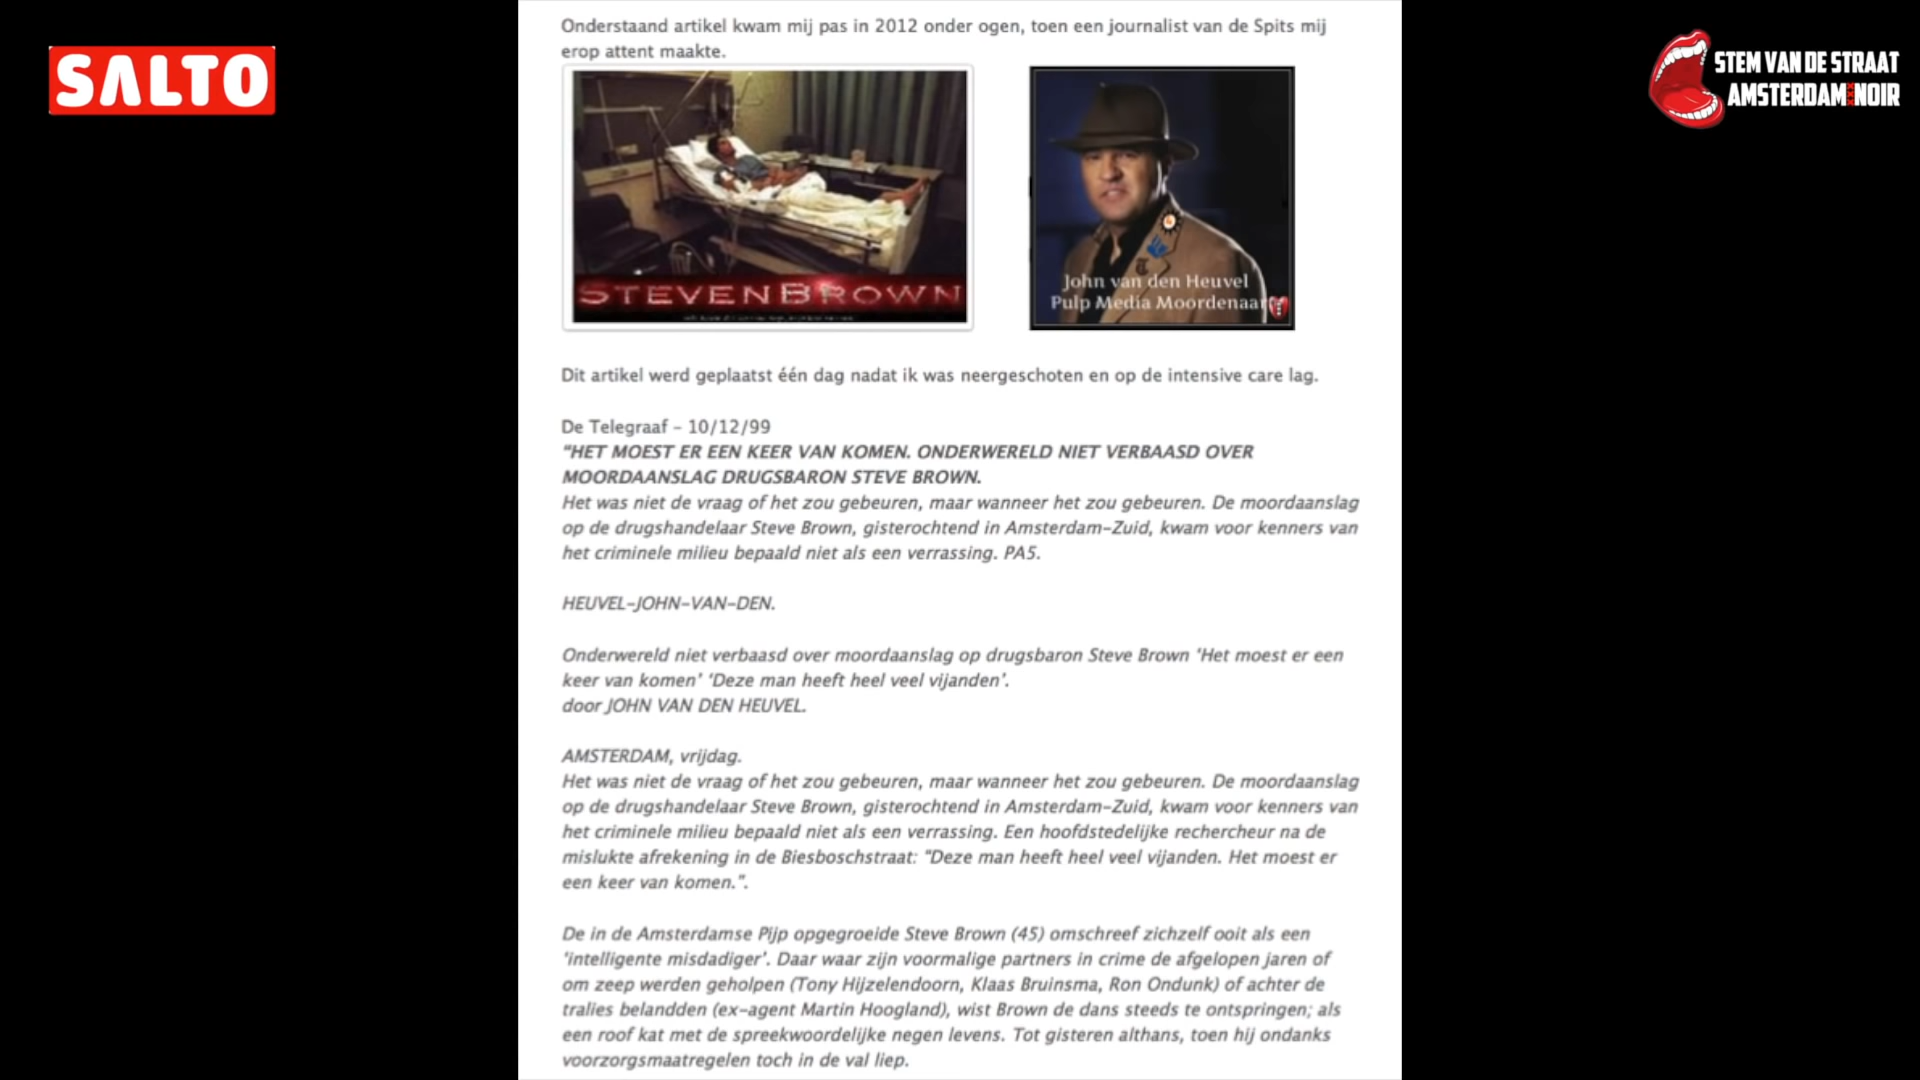 SALTO
STEM VAN DE STRAAT
AMSTERDAM XXX NOIR
Onderstaand artikel kwam mij pas in 2012 onder ogen, toen een journalist van de Spits mij
erop attent maakte.
STEVEN BROWN
John van den Heuvel
Pulp Media Moordenaar
Dit artikel werd geplaatst één dag nadat ik was neergeschoten en op de intensive care lag.
De Telegraaf – 10/12/99
“HET MOEST ER EEN KEER VAN KOMEN. ONDERWERELD NIET VERBAASD OVER
MOORDAANSLAG DRUGSBARON STEVE BROWN.
Het was niet de vraag of het zou gebeuren, maar wanneer het zou gebeuren. De moordaanslag
op de drugshandelaar Steve Brown, gisterochtend in Amsterdam–Zuid, kwam voor kenners van
het criminele milieu bepaald niet als een verrassing. PA5.
HEUVEL–JOHN–VAN–DEN.
Onderwereld niet verbaasd over moordaanslag op drugsbaron Steve Brown ‘Het moest er een
keer van komen’ ‘Deze man heeft heel veel vijanden’.
door JOHN VAN DEN HEUVEL.
AMSTERDAM, vrijdag.
Het was niet de vraag of het zou gebeuren, maar wanneer het zou gebeuren. De moordaanslag
op de drugshandelaar Steve Brown, gisterochtend in Amsterdam–Zuid, kwam voor kenners van
het criminele milieu bepaald niet als een verrassing. Een hoofdstedelijke rechercheur na de
mislukte afrekening in de Biesboschstraat: “Deze man heeft heel veel vijanden. Het moest er
een keer van komen.”.
De in de Amsterdamse Pijp opgegroeide Steve Brown (45) omschreef zichzelf ooit als een
‘intelligente misdadiger’. Daar waar zijn voormalige partners in crime de afgelopen jaren of
om zeep werden geholpen (Tony Hijzelendoorn, Klaas Bruinsma, Ron Ondunk) of achter de
tralies belandden (ex–agent Martin Hoogland), wist Brown de dans steeds te ontspringen; als
een roof kat met de spreekwoordelijke negen levens. Tot gisteren althans, toen hij ondanks
voorzorgsmaatregelen toch in de val liep.